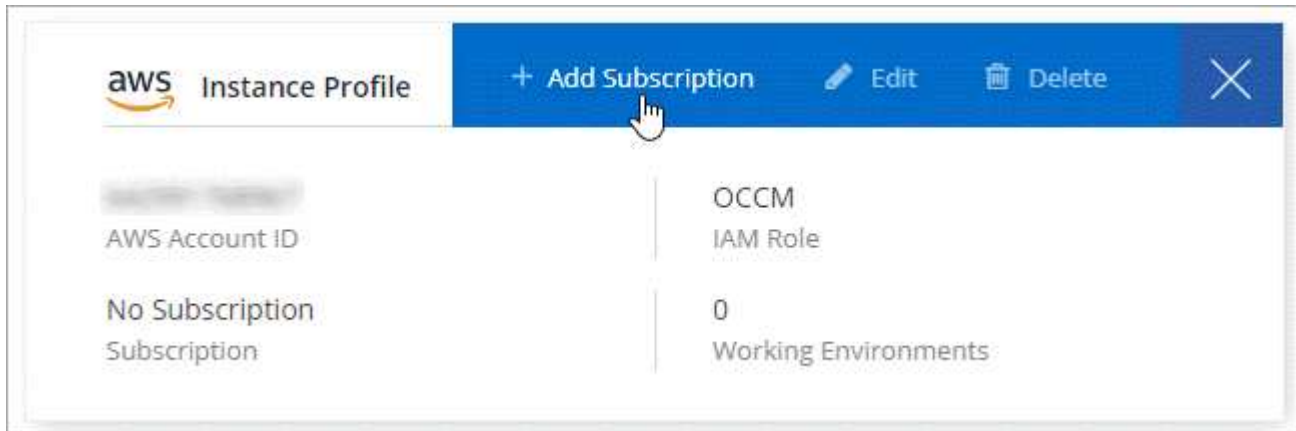 aws Instance Profile + Add Subscription Edit Delete
AWS Account ID
OCCM
IAM Role
No Subscription
Subscription
0
Working Environments